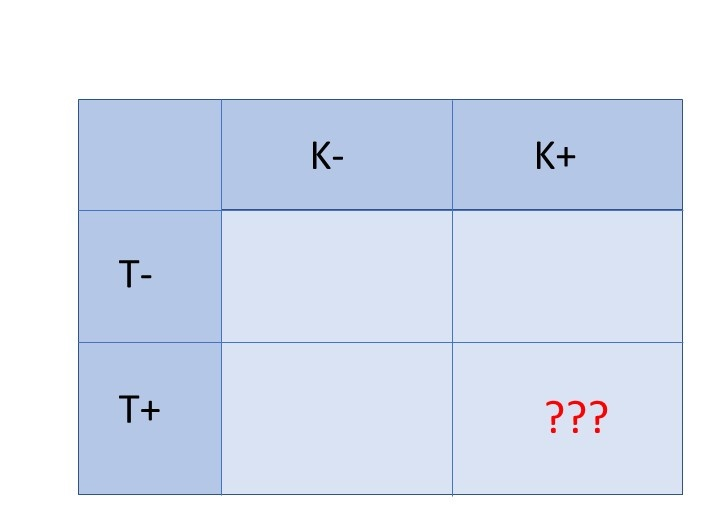 K- K+
T-
T+ ???